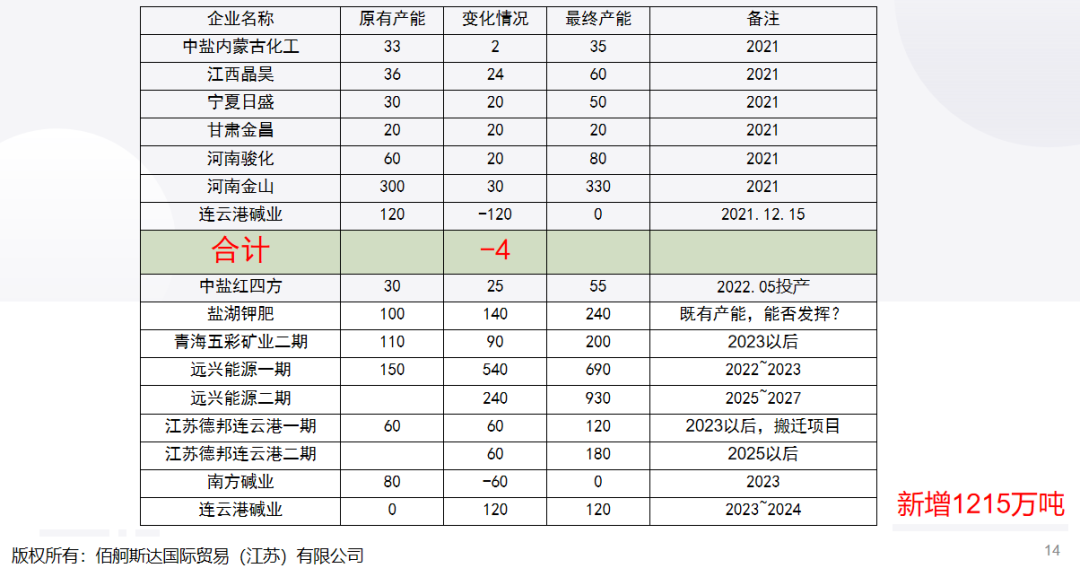 企业名称 原有产能 变化情况 最终产能 备注
中盐内蒙古化工 33 2 35 2021
江西晶昊 36 24 60 2021
宁夏日盛 30 20 50 2021
甘肃金昌 20 20 20 2021
河南骏化 60 20 80 2021
河南金山 300 30 330 2021
连云港碱业 120 -120 0 2021.12.15
合计 -4
中盐红四方 30 25 55 2022.05投产
盐湖钾肥 100 140 240 既有产能，能否发挥？
青海五彩矿业二期 110 90 200 2023以后
远兴能源一期 150 540 690 2022~2023
远兴能源二期 240 930 2025~2027
江苏德邦连云港一期 60 60 120 2023以后，搬迁项目
江苏德邦连云港二期 60 180 2025以后
南方碱业 80 -60 0 2023
连云港碱业 0 120 120 2023~2024
新增1215万吨
版权所有：佰舸斯达国际贸易（江苏）有限公司
14